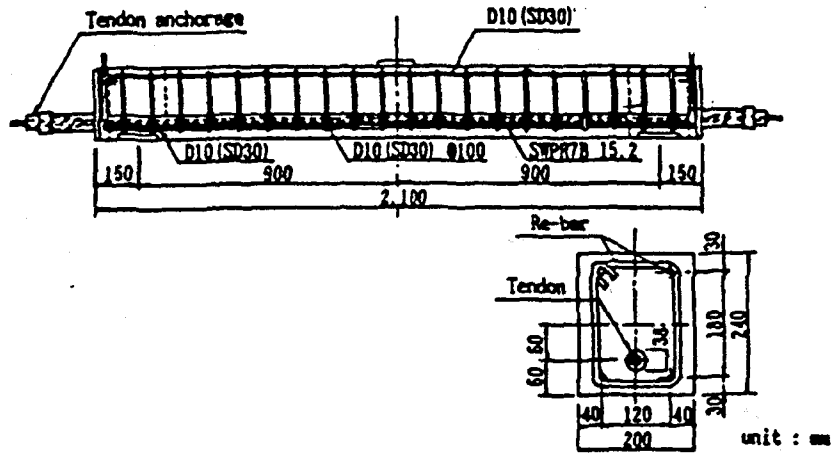 Tendon anchorage
D10(SD30)
D10(SD30)
D10(SD30) @100
SWPR7B 15.2
150
900
900
150
2,100
Re-bar
Tendon
30
180
240
30
60
60
38
40
120
40
200
unit : mm